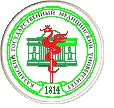 КАЗАНСКИЙ ГОСУДАРСТВЕННЫЙ МЕДИЦИНСКИЙ УНИВЕРСИТЕТ
1814